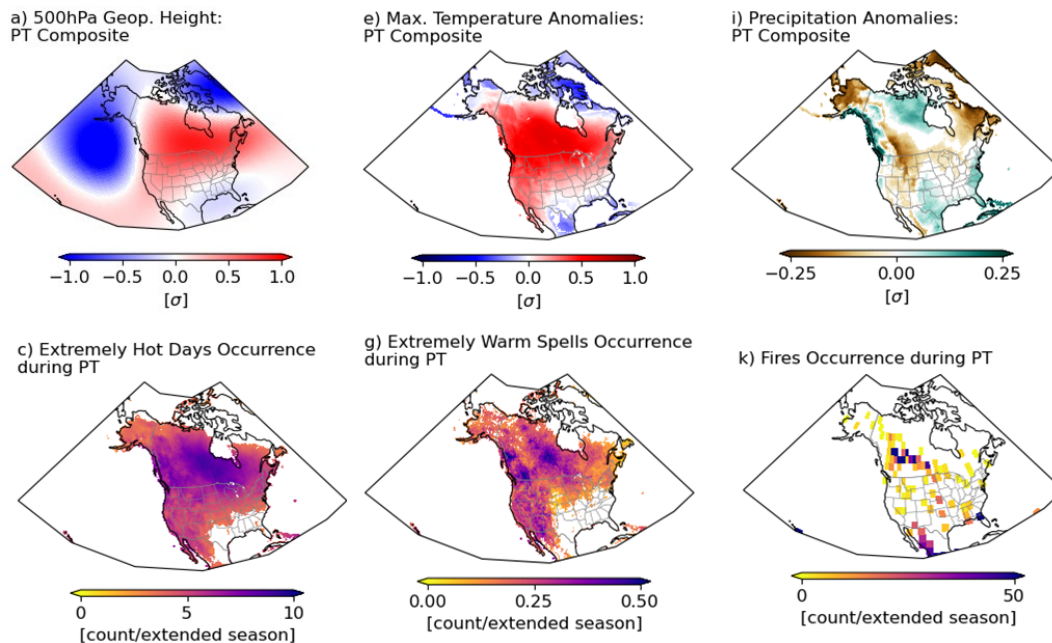 a) 500hPa Geop. Height:
PT Composite
e) Max. Temperature Anomalies:
PT Composite
i) Precipitation Anomalies:
PT Composite
−1.0 −0.5 0.0 0.5 1.0
[σ]
−1.0 −0.5 0.0 0.5 1.0
[σ]
−0.25 0.00 0.25
[σ]
c) Extremely Hot Days Occurrence
during PT
g) Extremely Warm Spells Occurrence
during PT
k) Fires Occurrence during PT
0 5 10
[count/extended season]
0.00 0.25 0.50
[count/extended season]
0 50
[count/extended season]